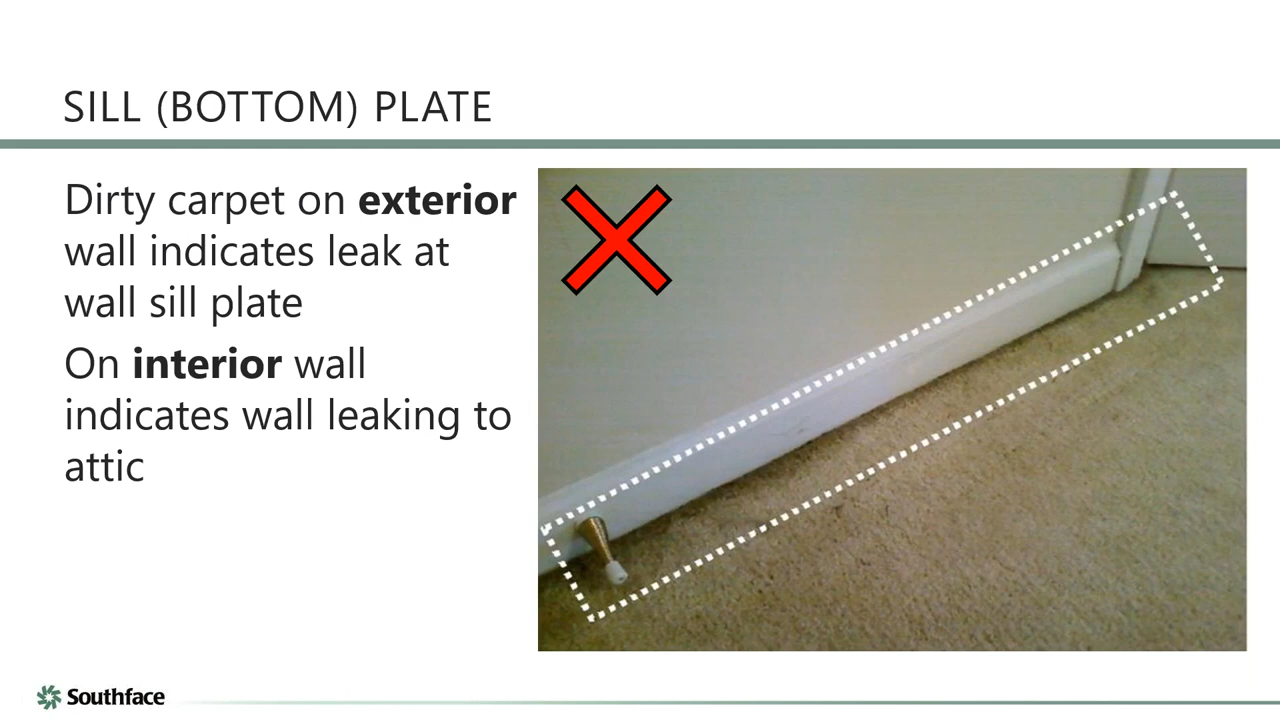 SILL (BOTTOM) PLATE
Dirty carpet on exterior
wall indicates leak at
wall sill plate
On interior wall
indicates wall leaking to
attic
Southface